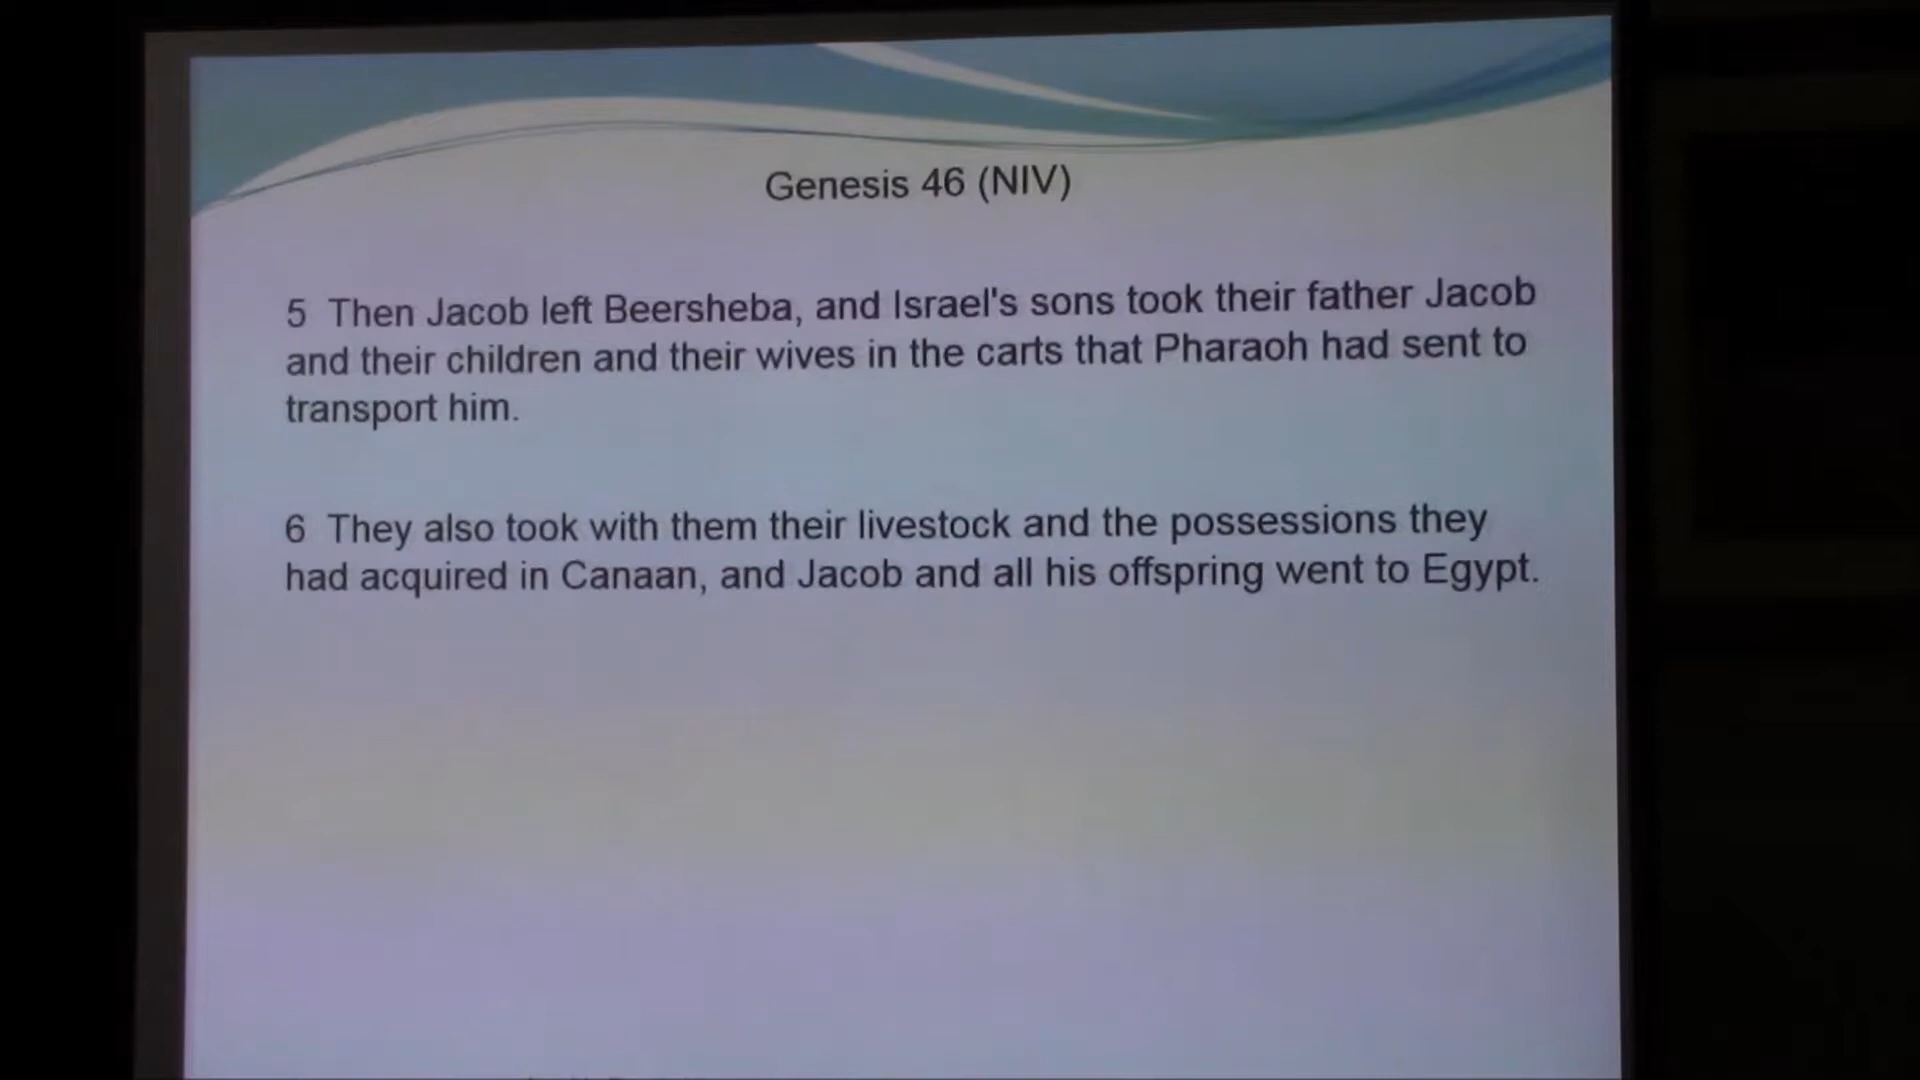 Genesis 46 (NIV)
5 Then Jacob left Beersheba, and Israel's sons took their father Jacob
and their children and their wives in the carts that Pharaoh had sent to
transport him.
6 They also took with them their livestock and the possessions they
had acquired in Canaan, and Jacob and all his offspring went to Egypt.